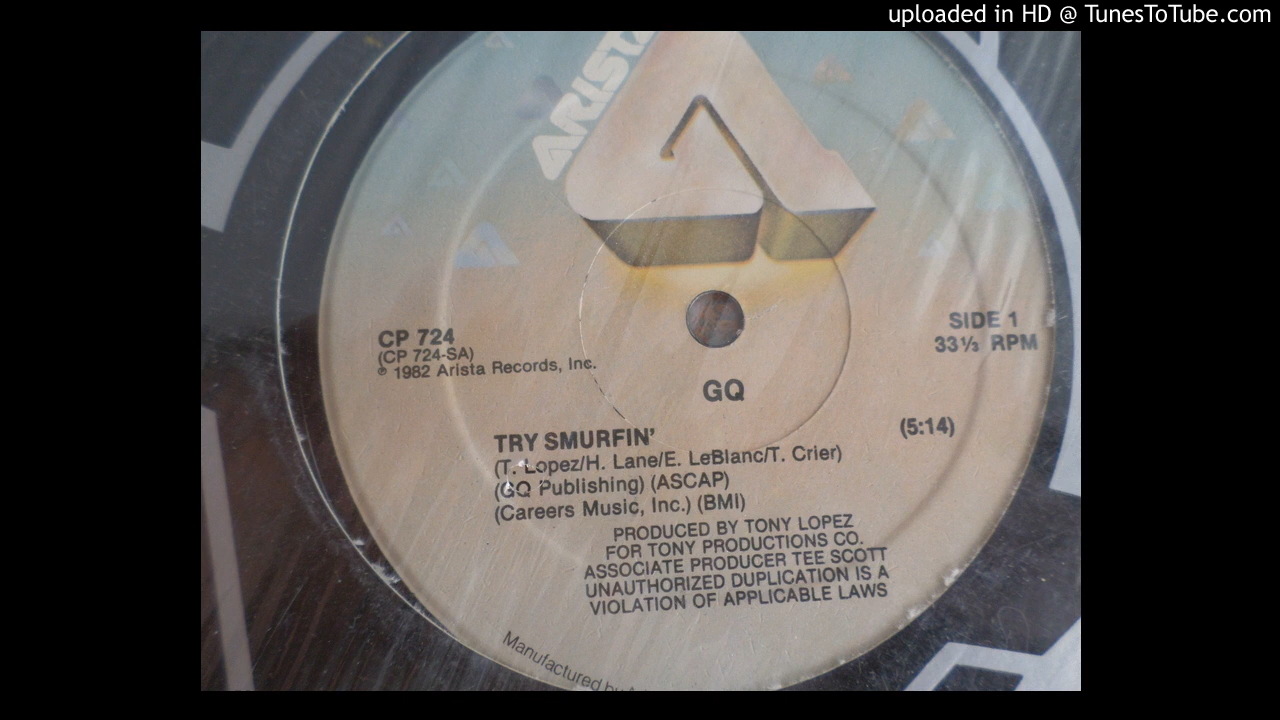 uploaded in HD @ TunesToTube.com
ARISTA
CP 724
(CP 724-SA)
℗ 1982 Arista Records, Inc.
SIDE 1
33⅓ RPM
GQ
(5:14)
TRY SMURFIN'
(T. Lopez/H. Lane/E. LeBlanc/T. Crier)
(GQ Publishing) (ASCAP)
(Careers Music, Inc.) (BMI)
PRODUCED BY TONY LOPEZ
FOR TONY PRODUCTIONS CO.
ASSOCIATE PRODUCER TEE SCOTT
UNAUTHORIZED DUPLICATION IS A
VIOLATION OF APPLICABLE LAWS
Manufactured by